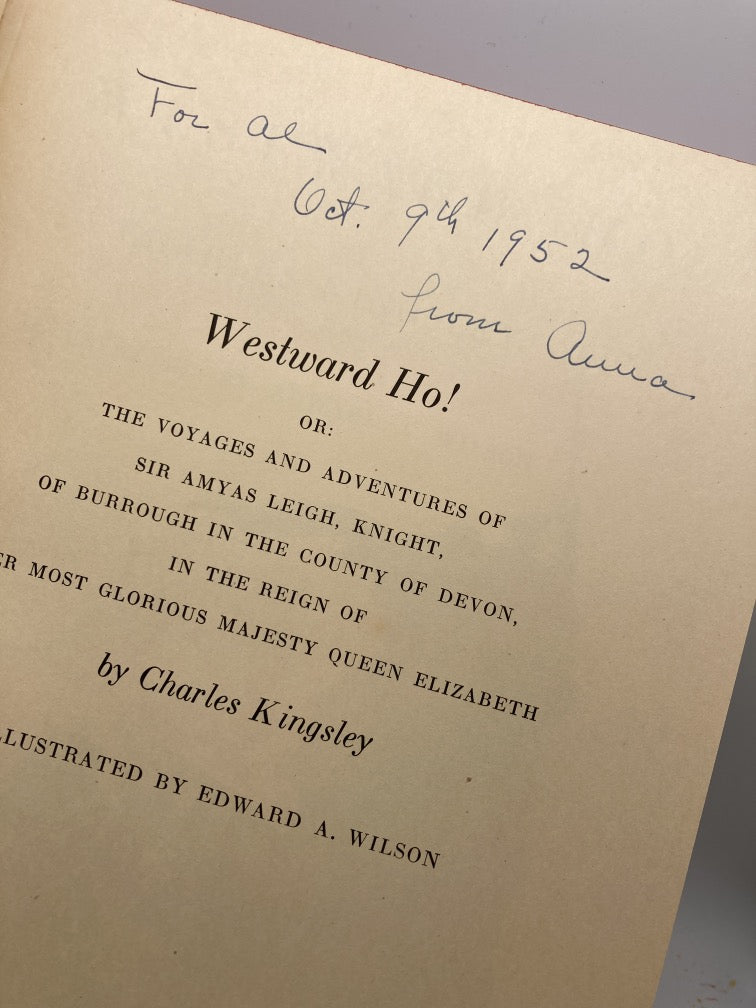 For Al
Oct. 9th 1952
from Anna
Westward Ho!
OR:
THE VOYAGES AND ADVENTURES OF
SIR AMYAS LEIGH, KNIGHT,
OF BURROUGH IN THE COUNTY OF DEVON,
IN THE REIGN OF
ER MOST GLORIOUS MAJESTY QUEEN ELIZABETH
by Charles Kingsley
LLUSTRATED BY EDWARD A. WILSON